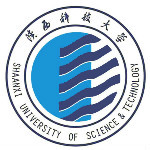 陕西科技大学
SHAANXI UNIVERSITY OF SCIENCE & TECHNOLOGY